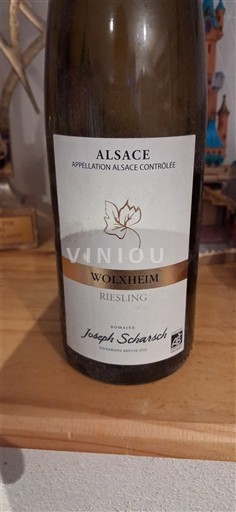 ALSACE
APPELLATION ALSACE CONTRÔLÉE
VINIOU
WOLXHEIM
RIESLING
DOMAINE
Joseph Scharsch
AB